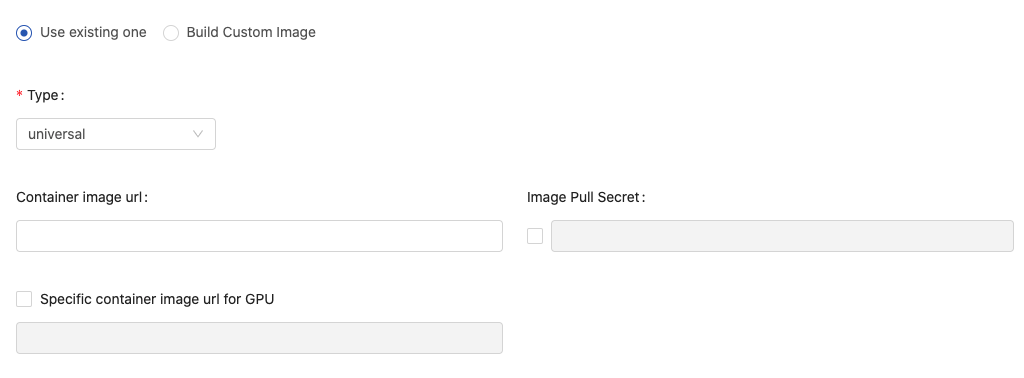 Use existing one Build Custom Image
* Type:
universal
Container image url: Image Pull Secret:
Specific container image url for GPU